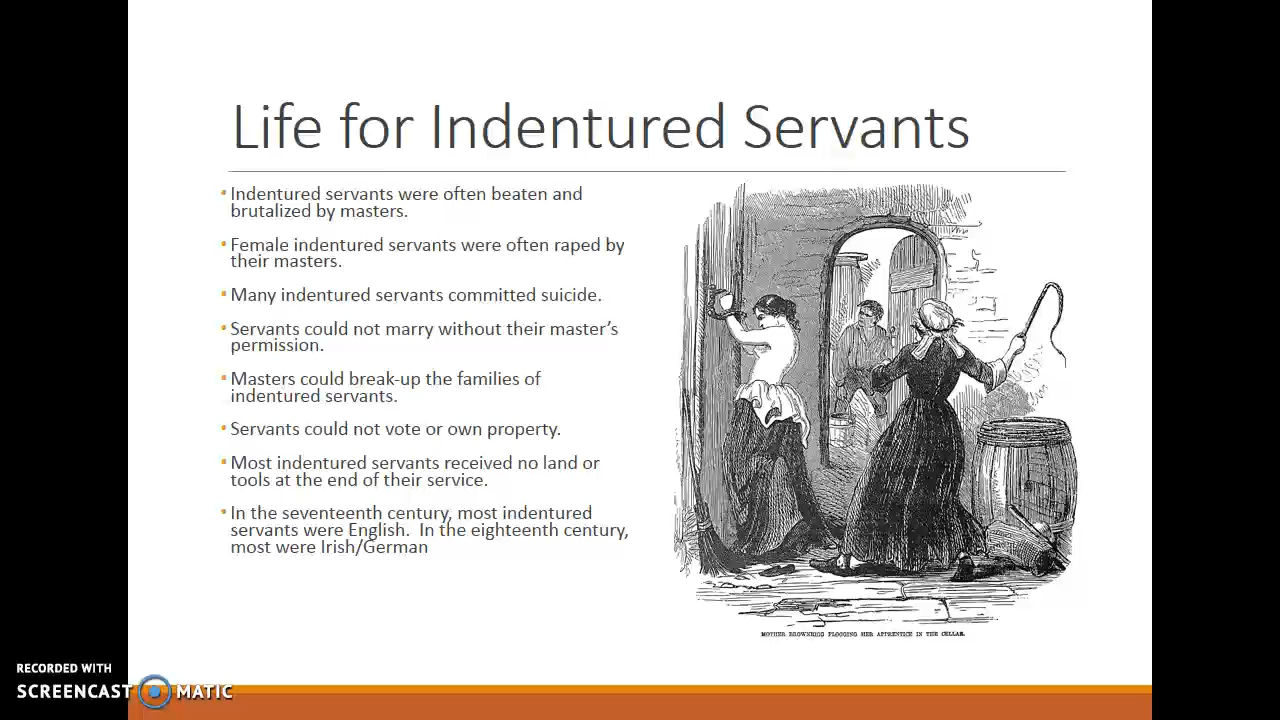 Life for Indentured Servants
Indentured servants were often beaten and
brutalized by masters.
Female indentured servants were often raped by
their masters.
Many indentured servants committed suicide.
Servants could not marry without their master’s
permission.
Masters could break-up the families of
indentured servants.
Servants could not vote or own property.
Most indentured servants received no land or
tools at the end of their service.
In the seventeenth century, most indentured
servants were English.  In the eighteenth century,
most were Irish/German
MOTHER BROWNRIGG FLOGGING HER APPRENTICE IN THE CELLAR.
RECORDED WITH
SCREENCAST MATIC